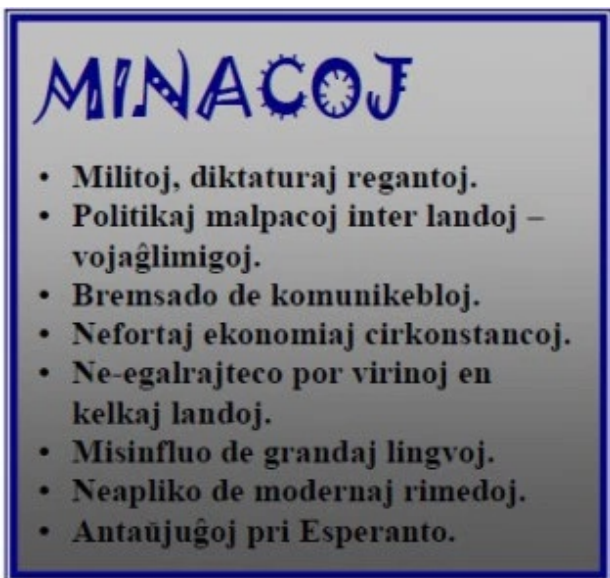 MINACOJ
• Militoj, diktaturaj regantoj.
• Politikaj malpacoj inter landoj –
vojaĝlimigoj.
• Bremsado de komunikebloj.
• Nefortaj ekonomiaj cirkonstancoj.
• Ne-egalrajteco por virinoj en
kelkaj landoj.
• Misinfluo de grandaj lingvoj.
• Neapliko de modernaj rimedoj.
• Antaŭjuĝoj pri Esperanto.